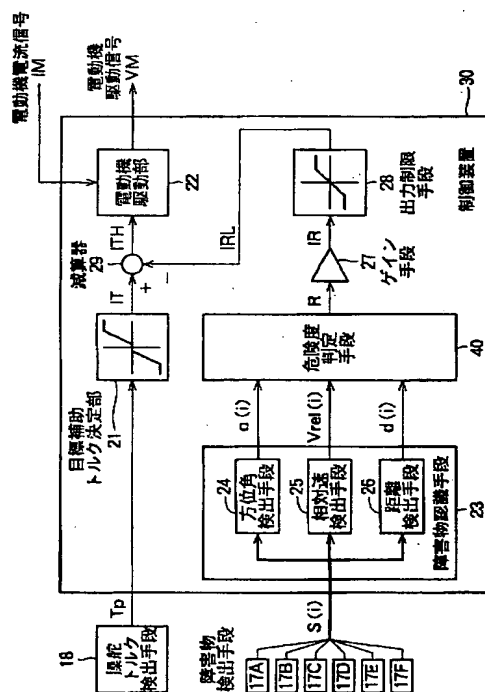 電動機電流信号
IM
電動機
駆動信号
VM
30
制御装置
電動機
駆動部
22
ITH
減算器
29
+
−
IT
IRL
目標補助
トルク決定部
21
出力制限
手段
28
IR
ゲイン
手段
27
R
危険度
判定
手段
40
a(i)
Vrel(i)
d(i)
方位角
検出手段
24
相対速
検出手段
25
距離
検出手段
26
障害物認識手段
23
Tp
操舵
トルク
検出手段
18
障害物
検出手段
S(i)
17A
17B
17C
17D
17E
17F